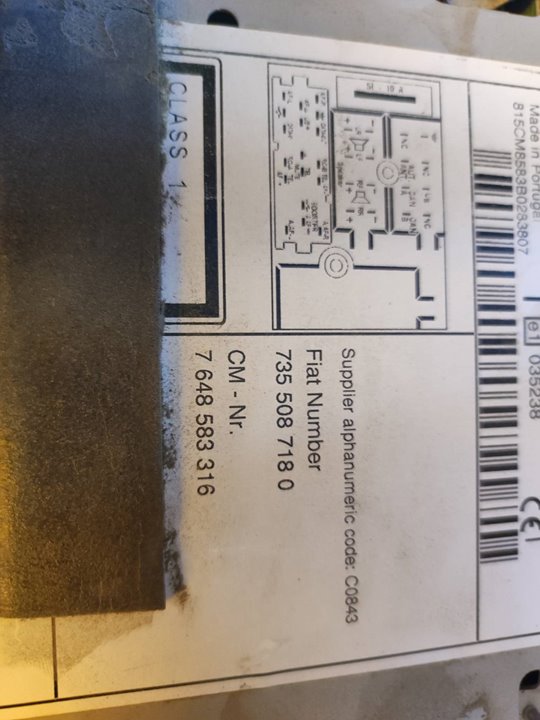 Made in Portugal
815CM8583B0283807
e1 035238
CE
Supplier alphanumeric code: C0843
Fiat Number
735 508 718 0
CM - Nr.
7 648 583 316
CLASS 1
Speaker